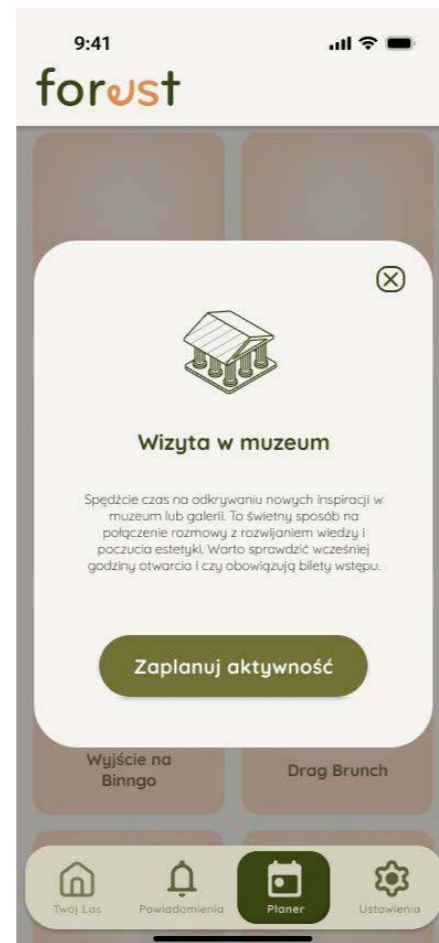 9:41
forest
Wizyta w muzeum
Spędźcie czas na odkrywaniu nowych inspiracji w
muzeum lub galerii. To świetny sposób na
połączenie rozmowy z rozwijaniem wiedzy i
poczucia estetyki. Warto sprawdzić wcześniej
godziny otwarcia i czy obowiązują bilety wstępu.
Zaplanuj aktywność
Wyjście na
Binngo
Drag Brunch
Twój Las
Powiadomienia
Planer
Ustawienia